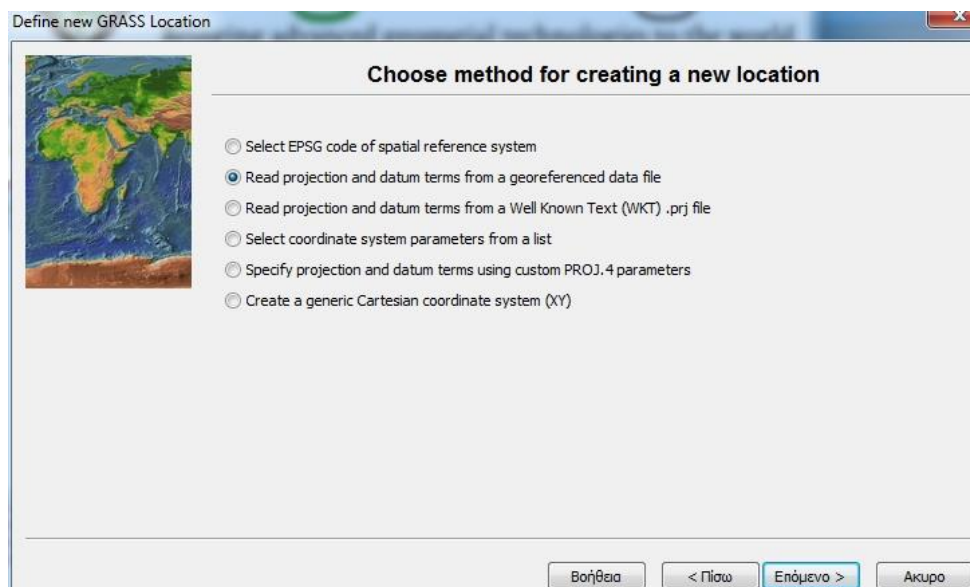 Define new GRASS Location
Choose method for creating a new location
Select EPSG code of spatial reference system
Read projection and datum terms from a georeferenced data file
Read projection and datum terms from a Well Known Text (WKT) .prj file
Select coordinate system parameters from a list
Specify projection and datum terms using custom PROJ.4 parameters
Create a generic Cartesian coordinate system (XY)
Βοήθεια < Πίσω Επόμενο > Ακυρο